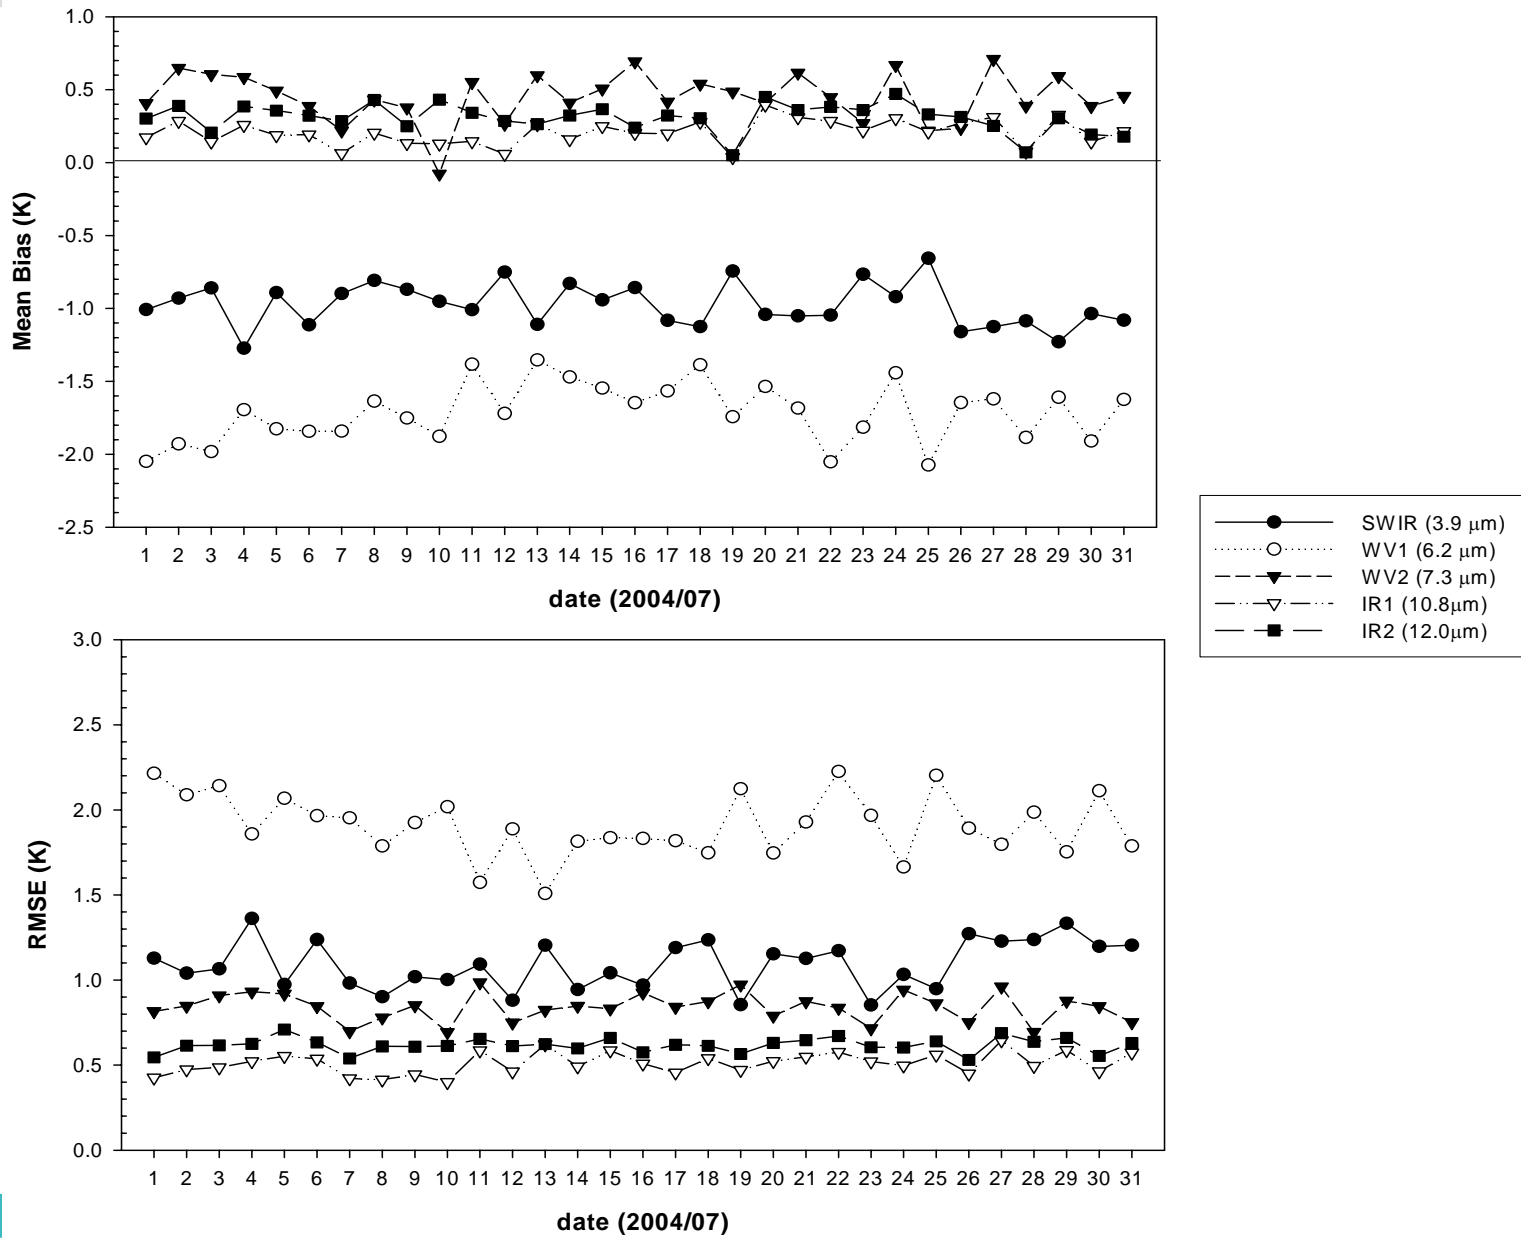 1.0
0.5
0.0
-0.5
-1.0
-1.5
-2.0
-2.5
Mean Bias (K)
1 2 3 4 5 6 7 8 9 10 11 12 13 14 15 16 17 18 19 20 21 22 23 24 25 26 27 28 29 30 31
date (2004/07)
SWIR (3.9 μm)
WV1 (6.2 μm)
WV2 (7.3 μm)
IR1 (10.8μm)
IR2 (12.0μm)
3.0
2.5
2.0
1.5
1.0
0.5
0.0
RMSE (K)
1 2 3 4 5 6 7 8 9 10 11 12 13 14 15 16 17 18 19 20 21 22 23 24 25 26 27 28 29 30 31
date (2004/07)